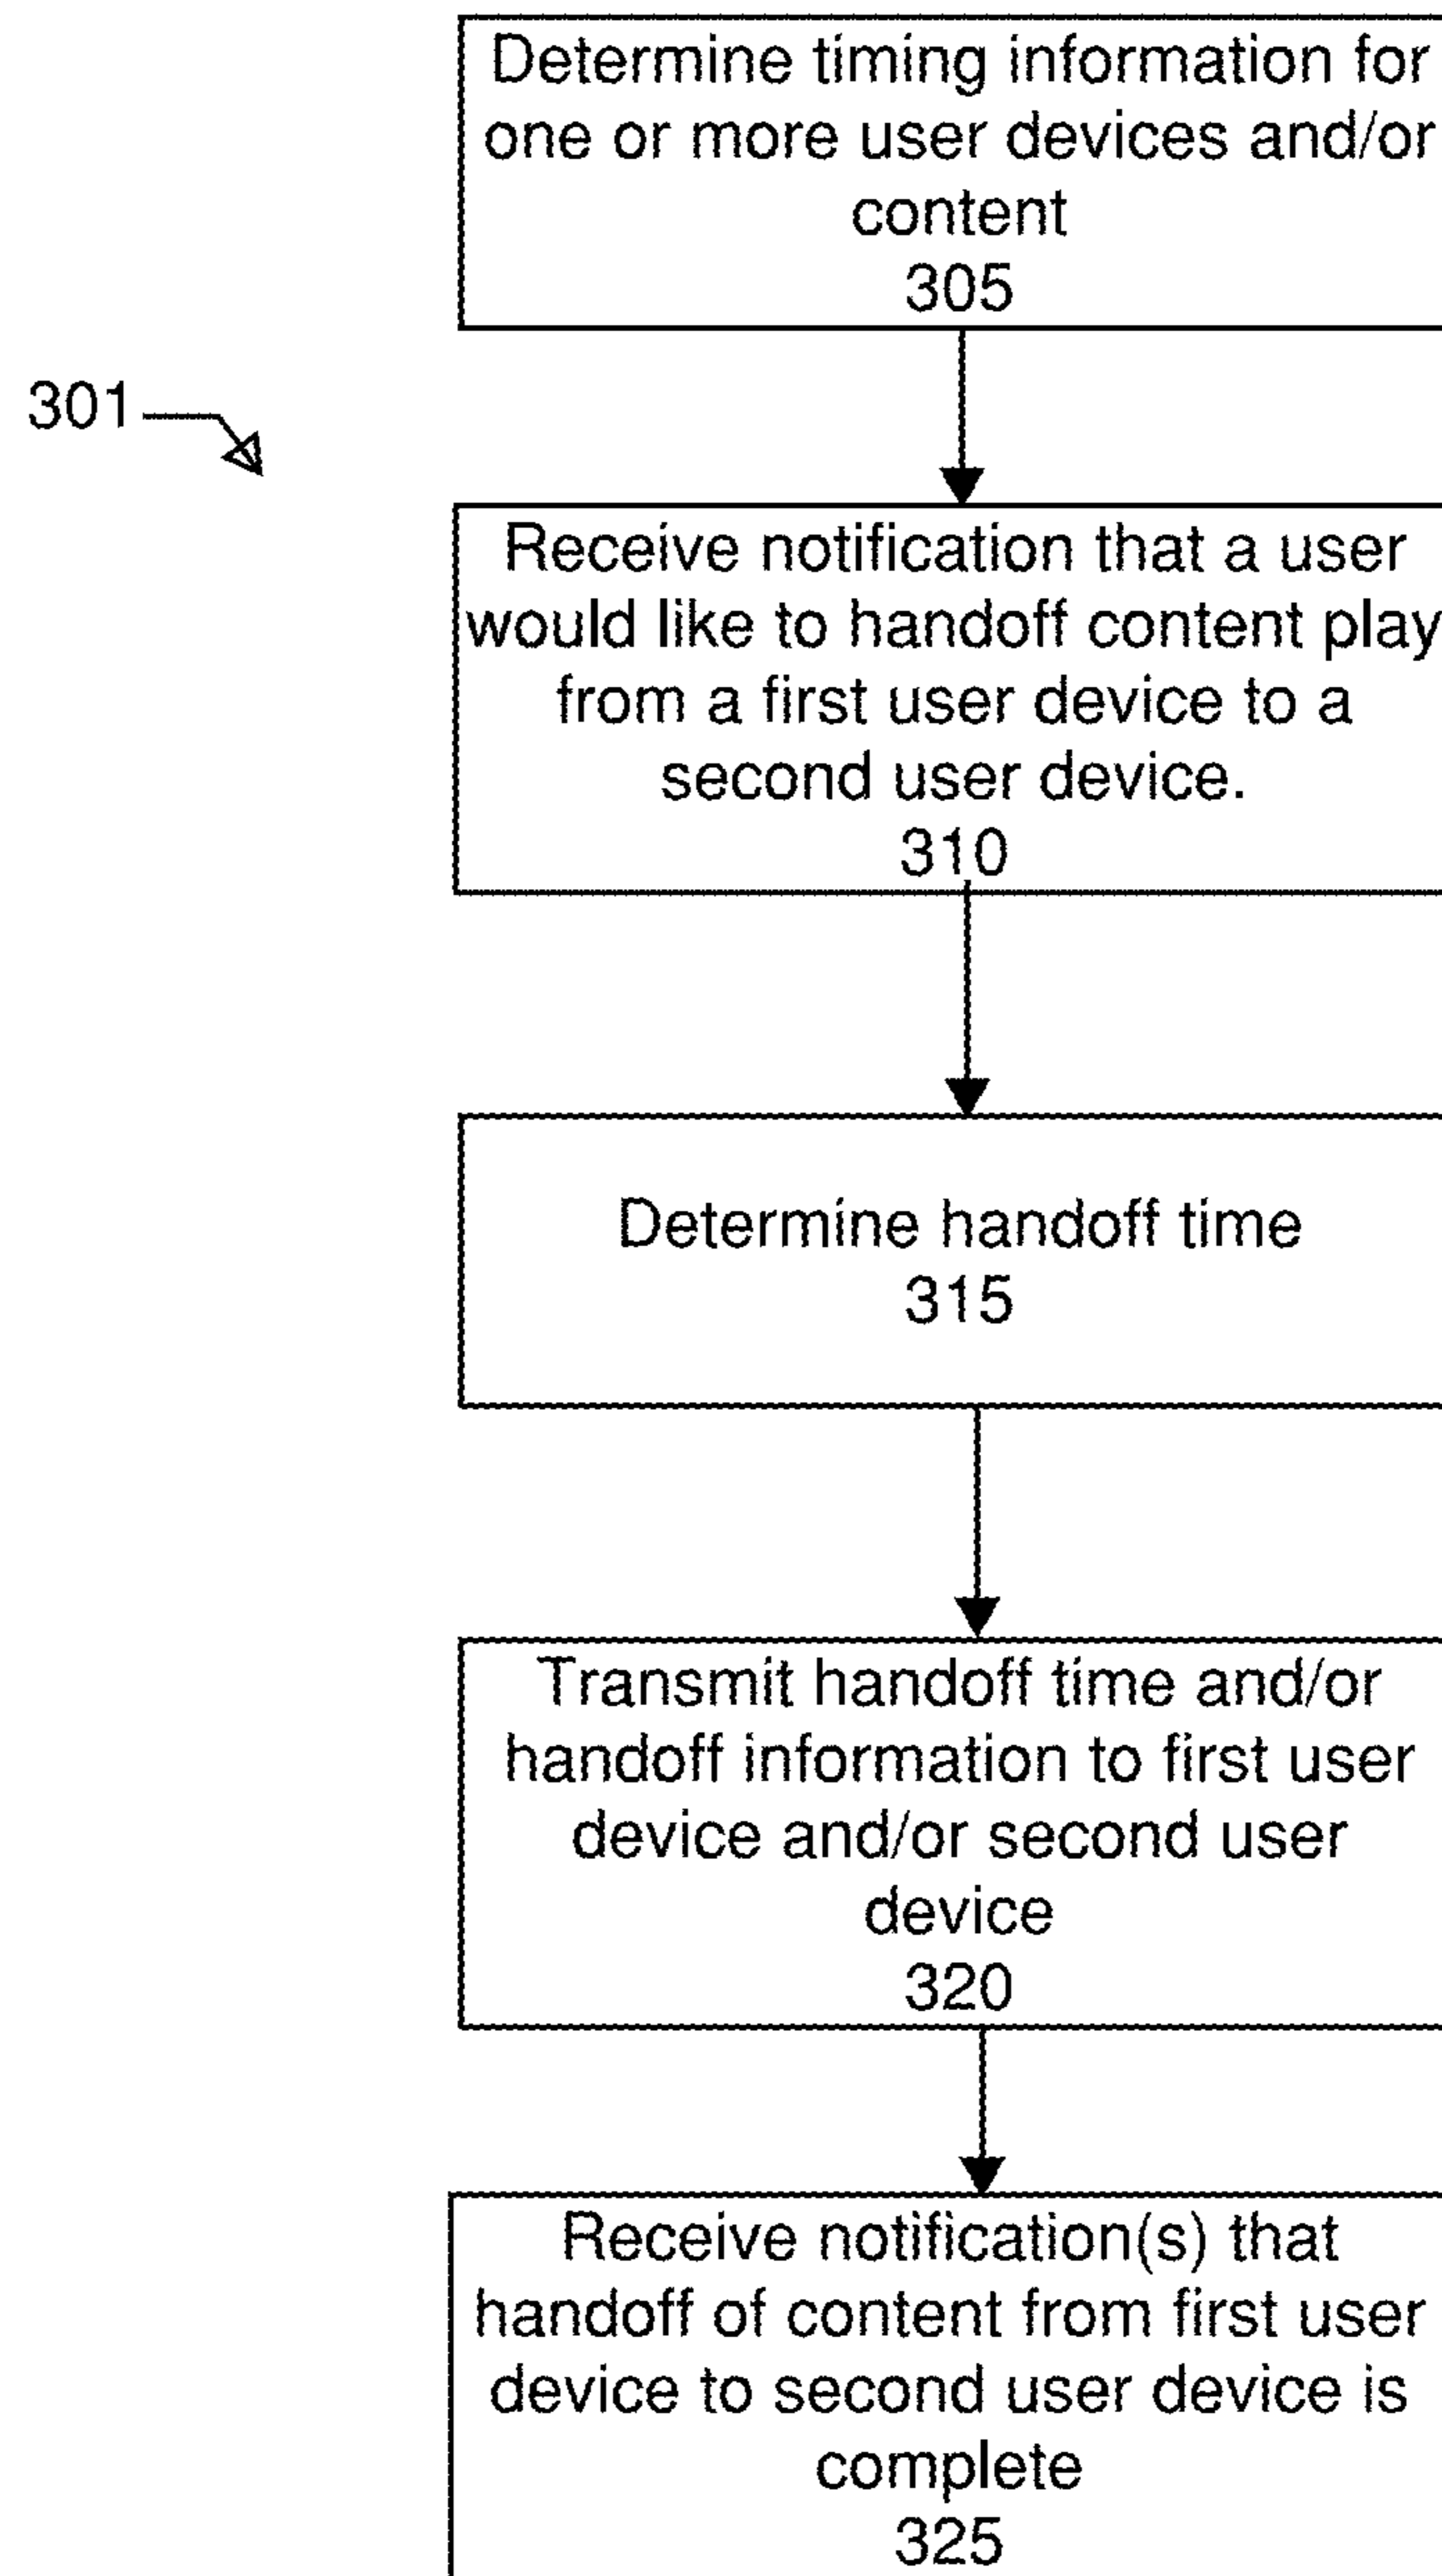 Determine timing information for
one or more user devices and/or
content
305
301
Receive notification that a user
would like to handoff content play
from a first user device to a
second user device.
310
Determine handoff time
315
Transmit handoff time and/or
handoff information to first user
device and/or second user
device
320
Receive notification(s) that
handoff of content from first user
device to second user device is
complete
325